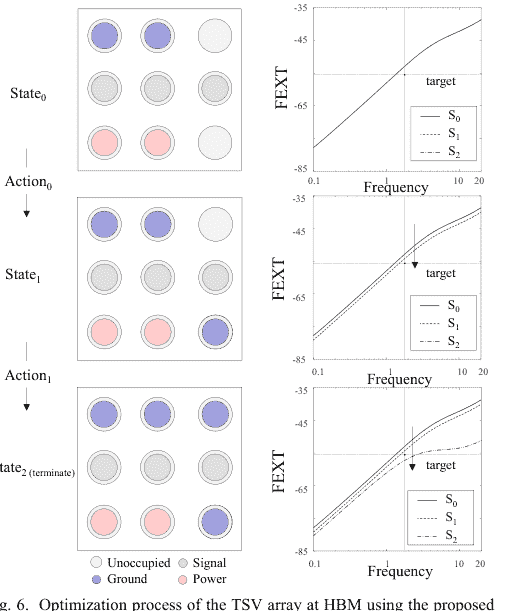 State0
Action0
State1
Action1
tate2 (terminate)
Unoccupied Signal
Ground Power
-35
-45
-65
-85
FEXT
target
S0
S1
S2
0.1 1 10 20
Frequency
-35
-45
-65
-85
FEXT
target
S0
S1
S2
0.1 1 10 20
Frequency
-35
-45
-65
-85
FEXT
target
S0
S1
S2
0.1 1 10 20
Frequency
g. 6. Optimization process of the TSV array at HBM using the proposed